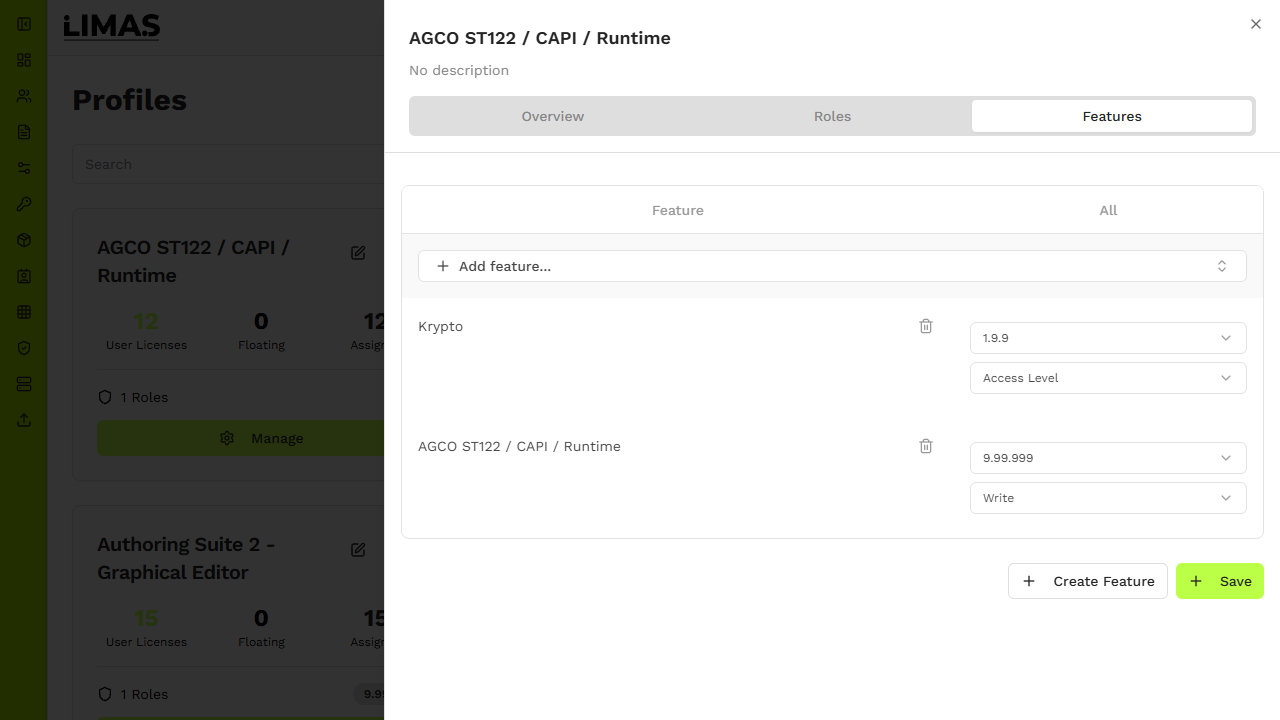 LIMAS
Profiles
Search
AGCO ST122 / CAPI /
Runtime
12
0
User Licenses
Floating
1 Roles
Manage
Authoring Suite 2 -
Graphical Editor
15
0
User Licenses
Floating
1 Roles
AGCO ST122 / CAPI / Runtime
No description
Overview
Roles
Features
Feature
All
Add feature...
Krypto
1.9.9
Access Level
AGCO ST122 / CAPI / Runtime
9.99.999
Write
Create Feature
Save